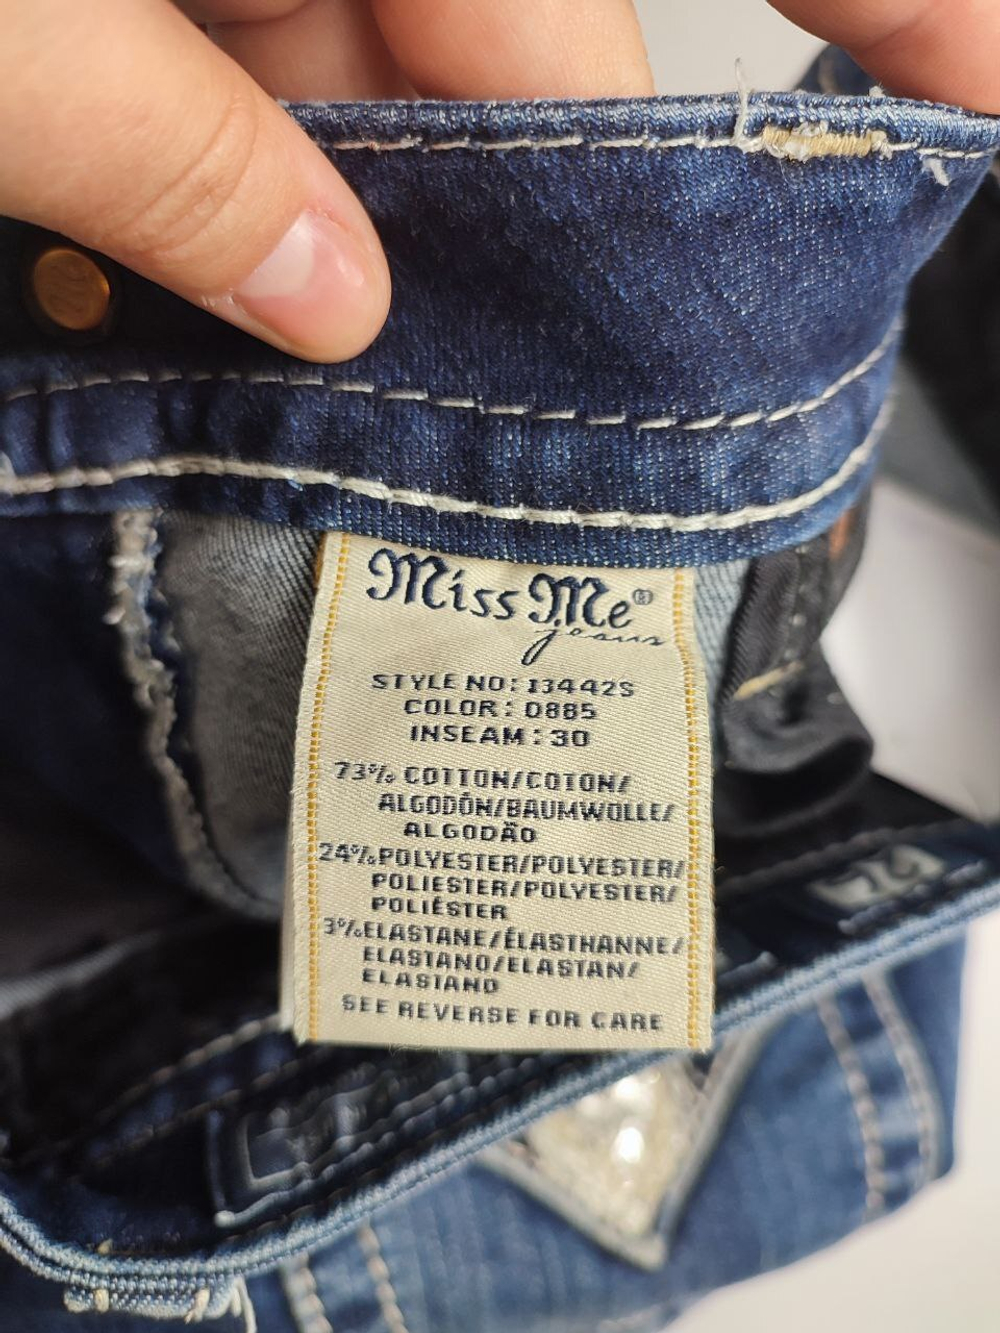 Miss Me®
jeans
STYLE NO: 13442S
COLOR: D885
INSEAM: 30
73% COTTON/COTON/
ALGODÓN/BAUMWOLLE/
ALGODÃO
24% POLYESTER/POLYESTER/
POLIESTER/POLYESTER/
POLIÉSTER
3% ELASTANE/ÉLASTHANNE/
ELASTANO/ELASTAN/
ELASTANO
SEE REVERSE FOR CARE